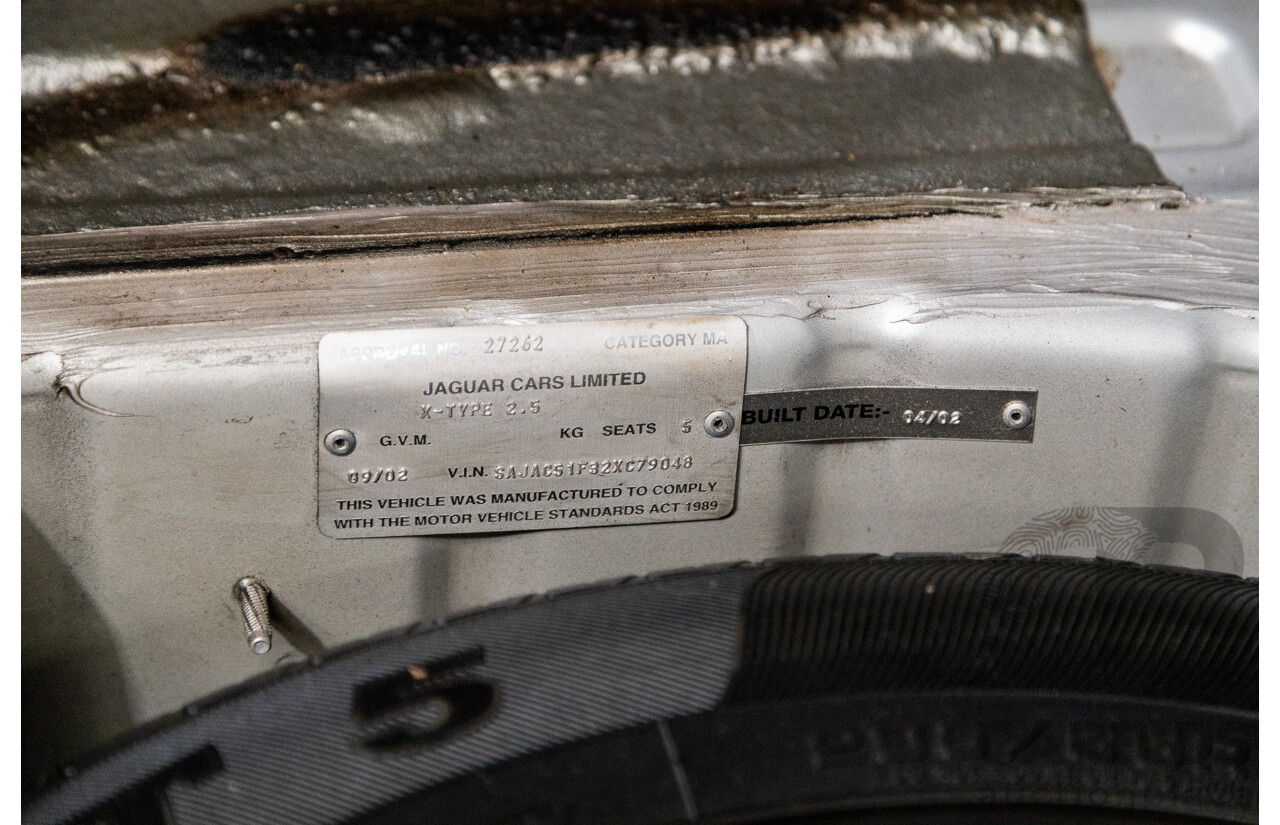 APPROVAL NO. 27262 CATEGORY MA
JAGUAR CARS LIMITED
X-TYPE 2.5
G.V.M. KG SEATS 5
09/02 V.I.N. SAJAC51F32XC79048
THIS VEHICLE WAS MANUFACTURED TO COMPLY
WITH THE MOTOR VEHICLE STANDARDS ACT 1989
BUILT DATE:- 04/02
5